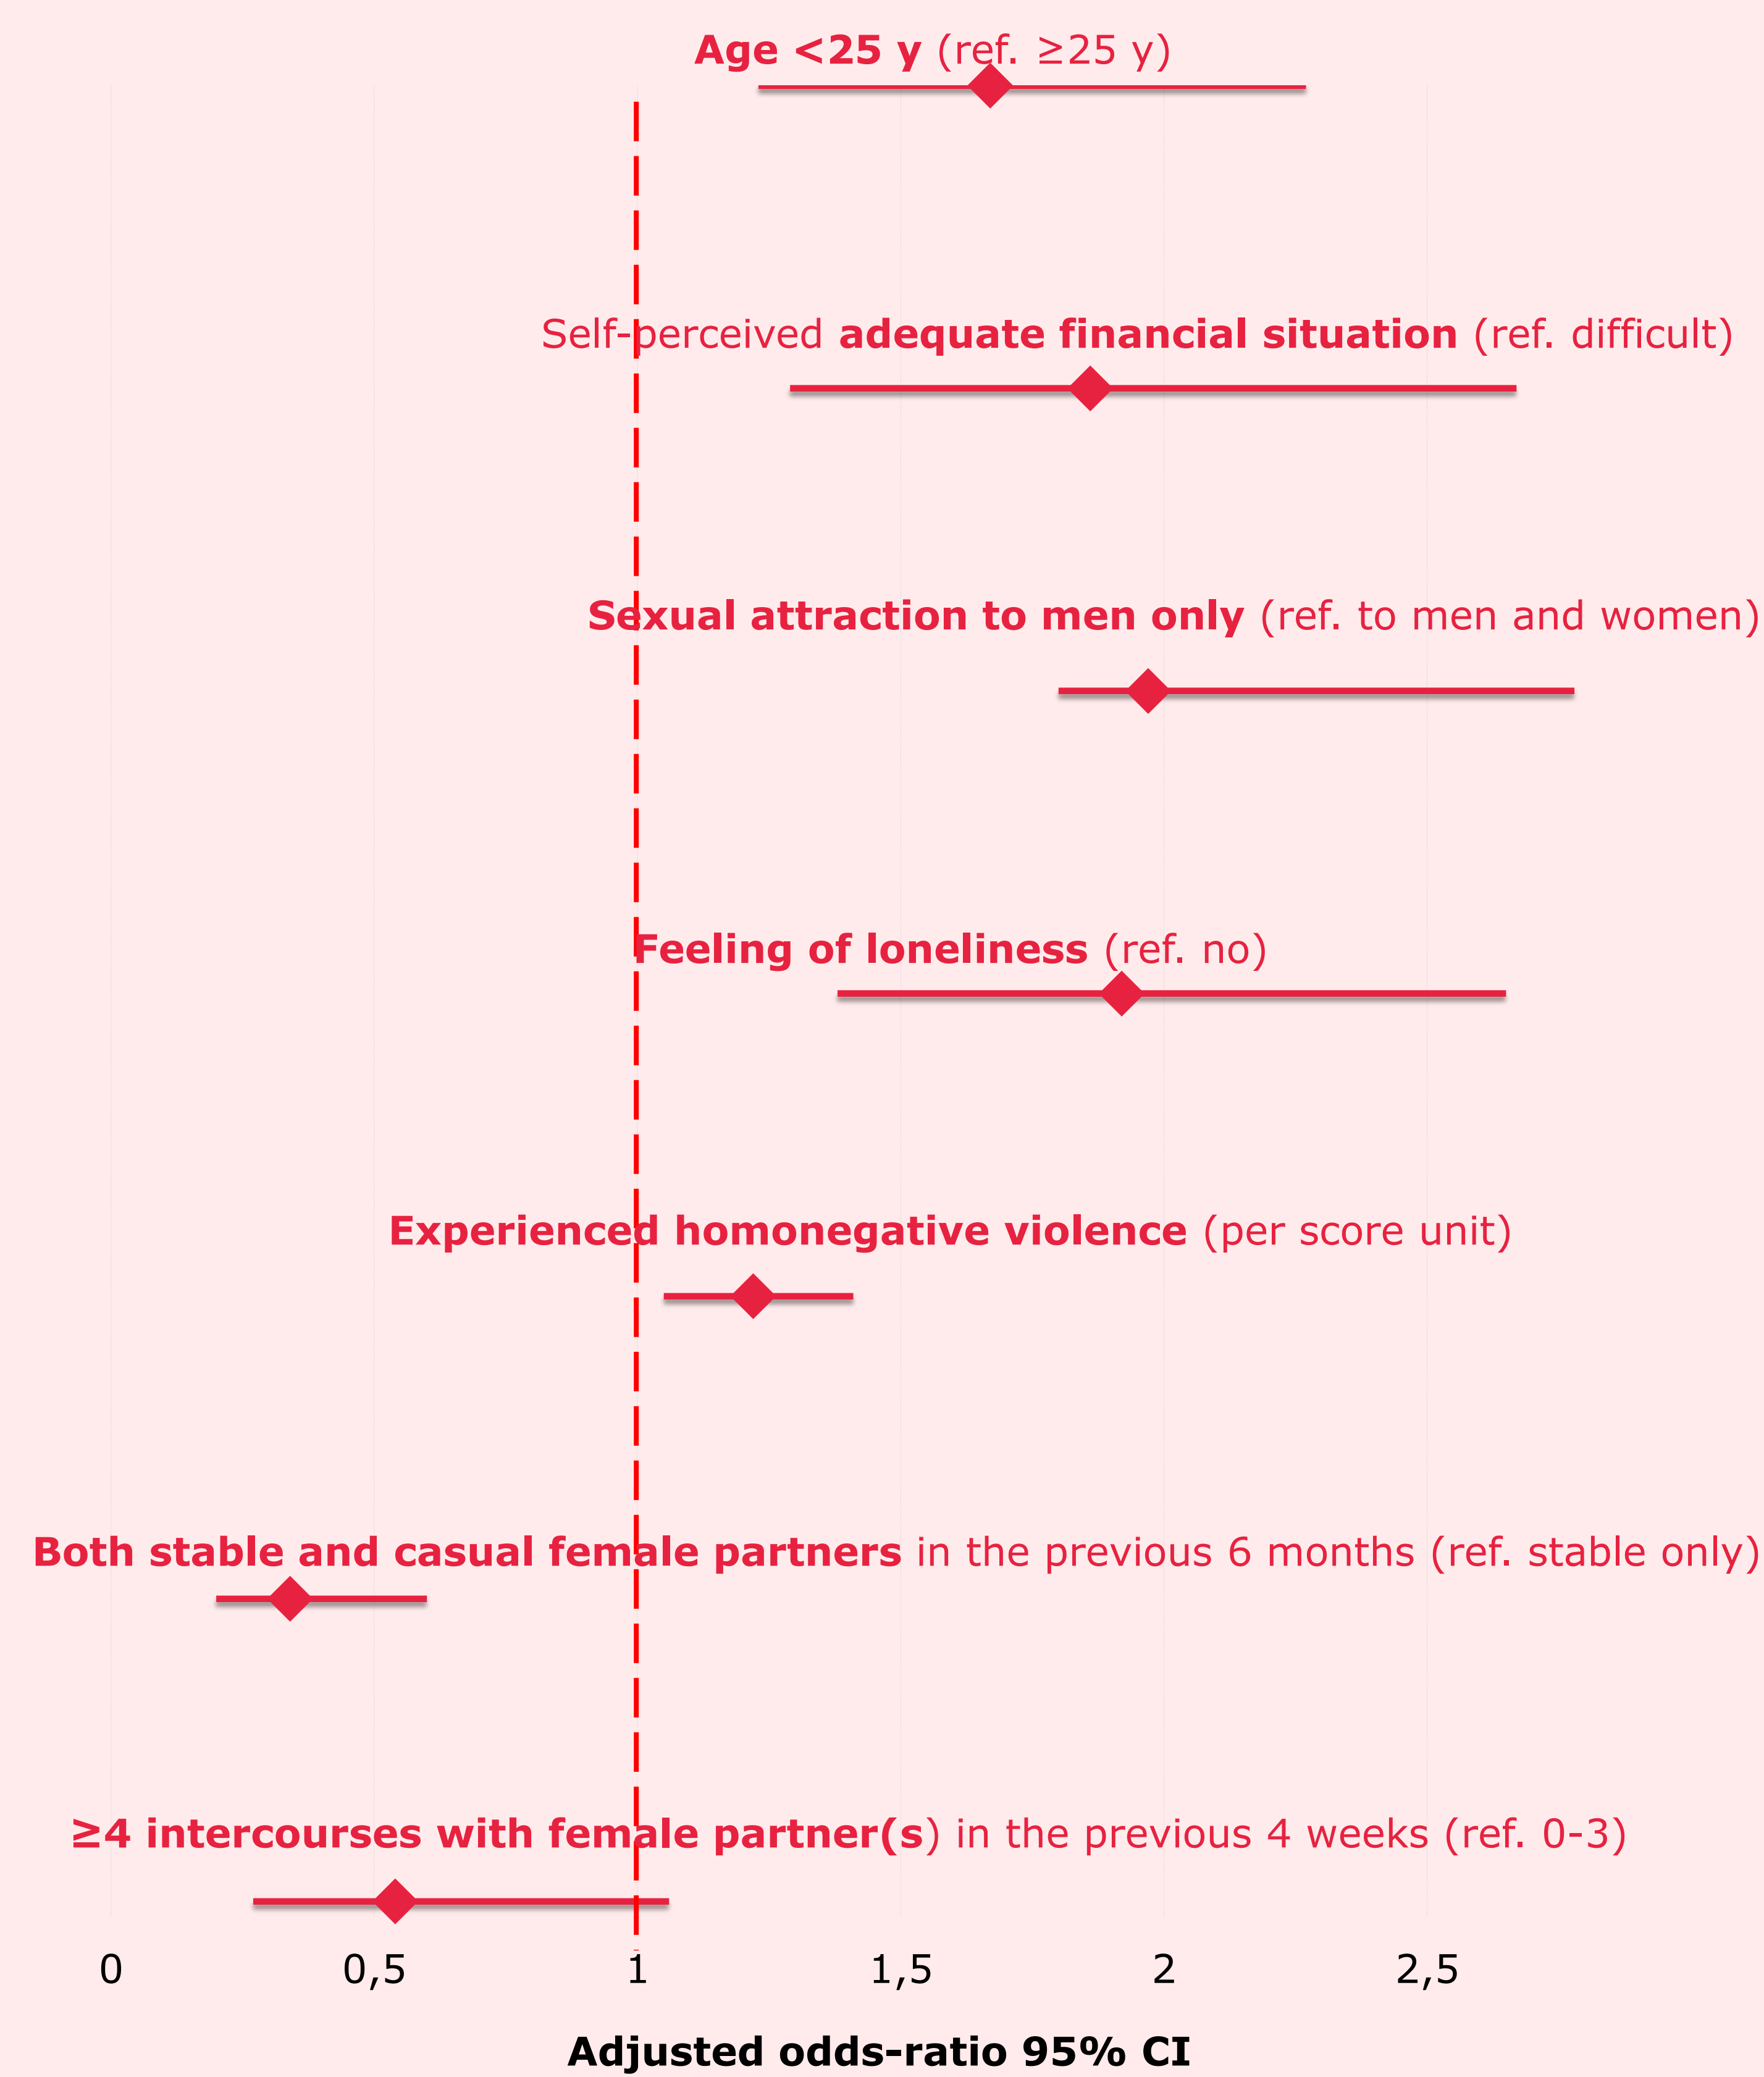 Age <25 y (ref. ≥25 y)
Self-perceived adequate financial situation (ref. difficult)
Sexual attraction to men only (ref. to men and women)
Feeling of loneliness (ref. no)
Experienced homonegative violence (per score unit)
Both stable and casual female partners in the previous 6 months (ref. stable only)
≥4 intercourses with female partner(s) in the previous 4 weeks (ref. 0-3)
0 0,5 1 1,5 2 2,5
Adjusted odds-ratio 95% CI